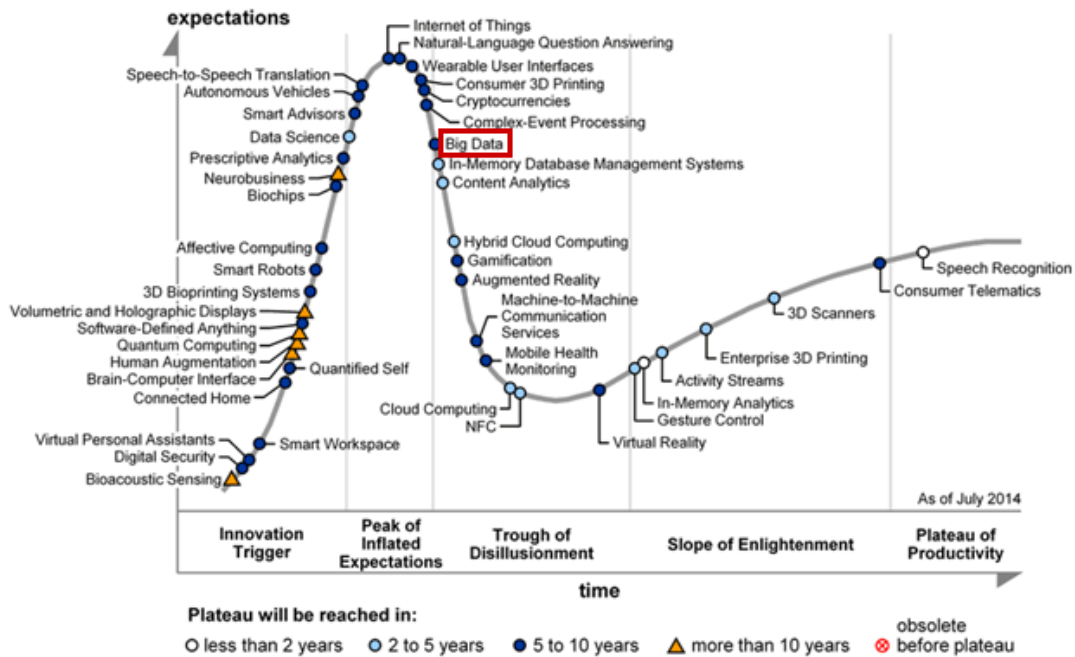 expectations
Internet of Things
Natural-Language Question Answering
Wearable User Interfaces
Speech-to-Speech Translation
Consumer 3D Printing
Autonomous Vehicles
Cryptocurrencies
Smart Advisors
Complex-Event Processing
Data Science
Big Data
Prescriptive Analytics
In-Memory Database Management Systems
Neurobusiness
Content Analytics
Biochips
Affective Computing
Hybrid Cloud Computing
Gamification
Smart Robots
Augmented Reality
3D Bioprinting Systems
Machine-to-Machine
Communication
Services
Volumetric and Holographic Displays
Software-Defined Anything
Quantum Computing
Mobile Health
Monitoring
Human Augmentation
Quantified Self
Brain-Computer Interface
Connected Home
Cloud Computing
NFC
Virtual Personal Assistants
Smart Workspace
Digital Security
Bioacoustic Sensing
Virtual Reality
Gesture Control
In-Memory Analytics
Activity Streams
Enterprise 3D Printing
3D Scanners
Consumer Telematics
Speech Recognition
As of July 2014
Innovation
Trigger
Peak of
Inflated
Expectations
Trough of
Disillusionment
Slope of Enlightenment
Plateau of
Productivity
time
Plateau will be reached in:
less than 2 years
2 to 5 years
5 to 10 years
more than 10 years
obsolete
before plateau